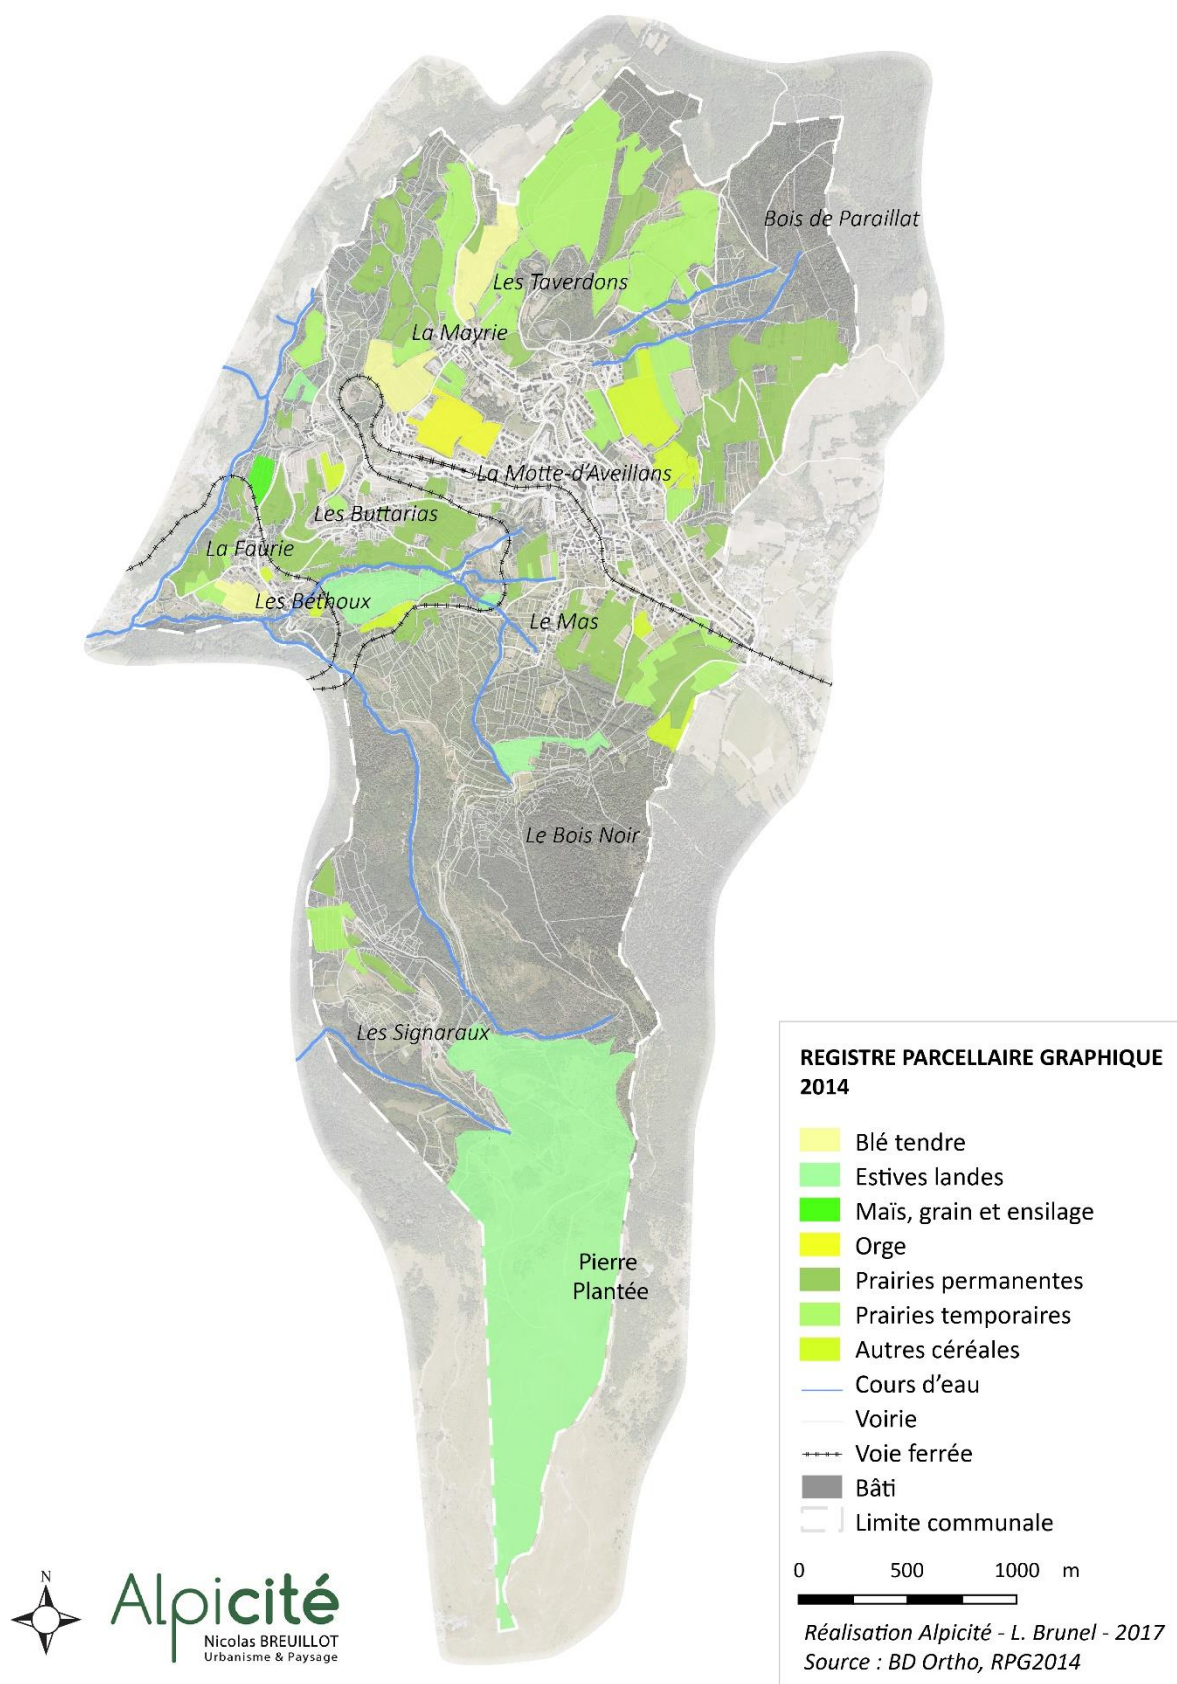 Bois de Paraillat
Les Taverdons
La Mayrie
La Motte-d'Aveillans
Les Buttarias
La Faurie
Les Béthoux
Le Mas
Le Bois Noir
Les Signaraux
Pierre
Plantée
REGISTRE PARCELLAIRE GRAPHIQUE
2014
Blé tendre
Estives landes
Maïs, grain et ensilage
Orge
Prairies permanentes
Prairies temporaires
Autres céréales
Cours d'eau
Voirie
Voie ferrée
Bâti
Limite communale
0 500 1000 m
Réalisation Alpicité - L. Brunel - 2017
Source : BD Ortho, RPG2014
N
Alpicité
Nicolas BREUILLOT
Urbanisme & Paysage